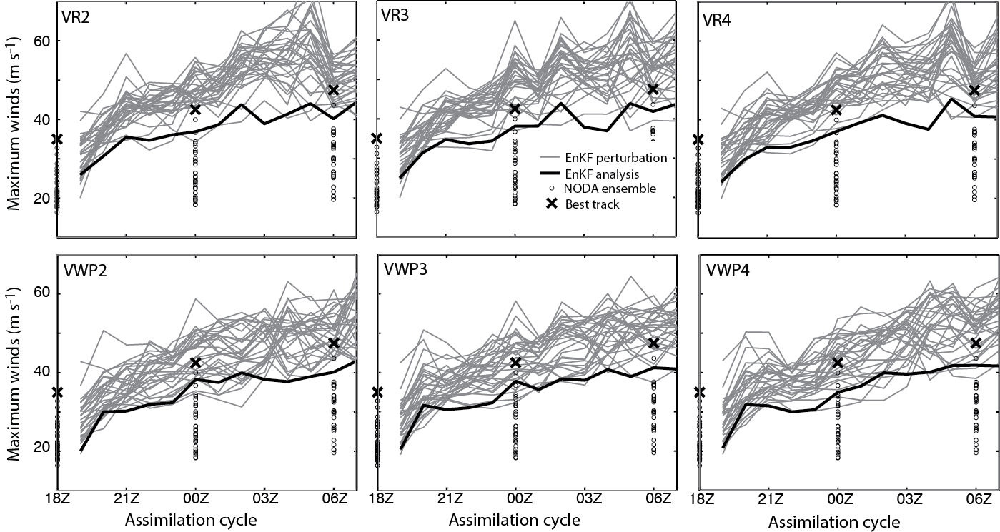 VR2
VR3
VR4
Maximum winds (m s-1)
60
40
20
EnKF perturbation
EnKF analysis
NODA ensemble
Best track
VWP2
VWP3
VWP4
Maximum winds (m s-1)
60
40
20
18Z 21Z 00Z 03Z 06Z
18Z 21Z 00Z 03Z 06Z
18Z 21Z 00Z 03Z 06Z
Assimilation cycle
Assimilation cycle
Assimilation cycle